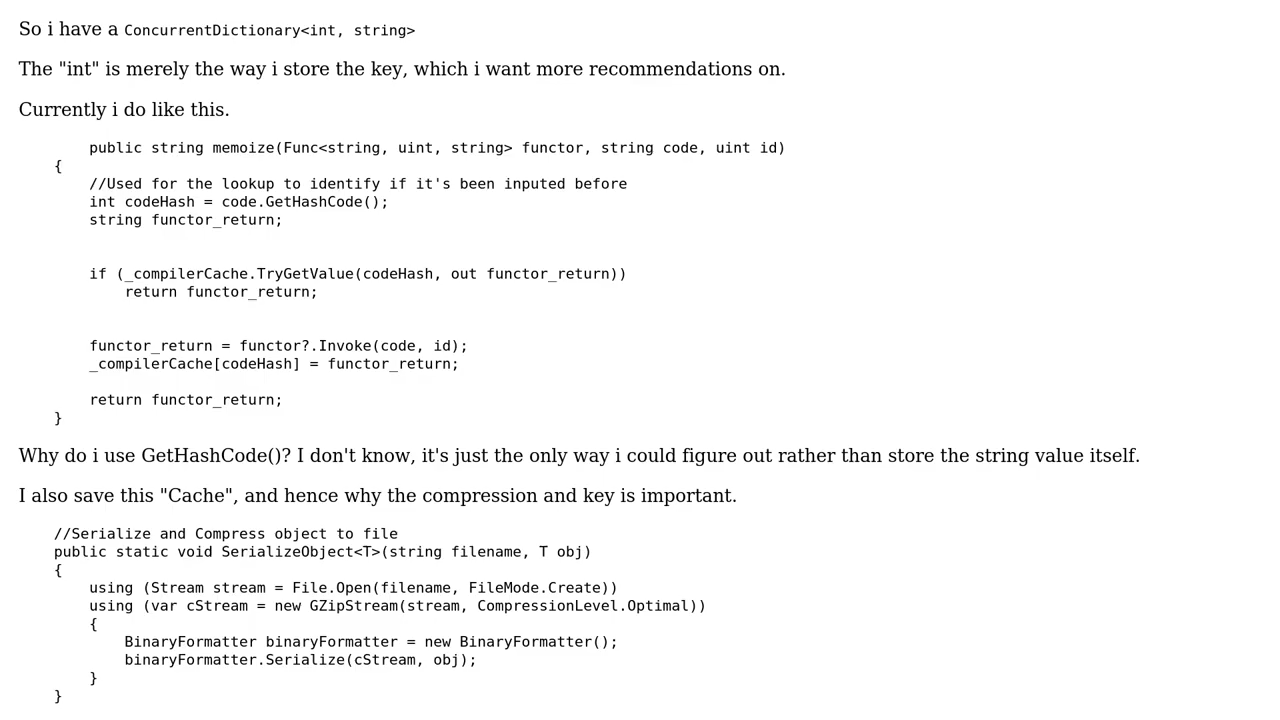 So i have a ConcurrentDictionary<int, string>
The "int" is merely the way i store the key, which i want more recommendations on.
Currently i do like this.
public string memoize(Func<string, uint, string> functor, string code, uint id)
{
//Used for the lookup to identify if it's been inputed before
int codeHash = code.GetHashCode();
string functor_return;
if (_compilerCache.TryGetValue(codeHash, out functor_return))
return functor_return;
functor_return = functor?.Invoke(code, id);
_compilerCache[codeHash] = functor_return;
return functor_return;
}
Why do i use GetHashCode()? I don't know, it's just the only way i could figure out rather than store the string value itself.
I also save this "Cache", and hence why the compression and key is important.
//Serialize and Compress object to file
public static void SerializeObject<T>(string filename, T obj)
{
using (Stream stream = File.Open(filename, FileMode.Create))
using (var cStream = new GZipStream(stream, CompressionLevel.Optimal))
{
BinaryFormatter binaryFormatter = new BinaryFormatter();
binaryFormatter.Serialize(cStream, obj);
}
}